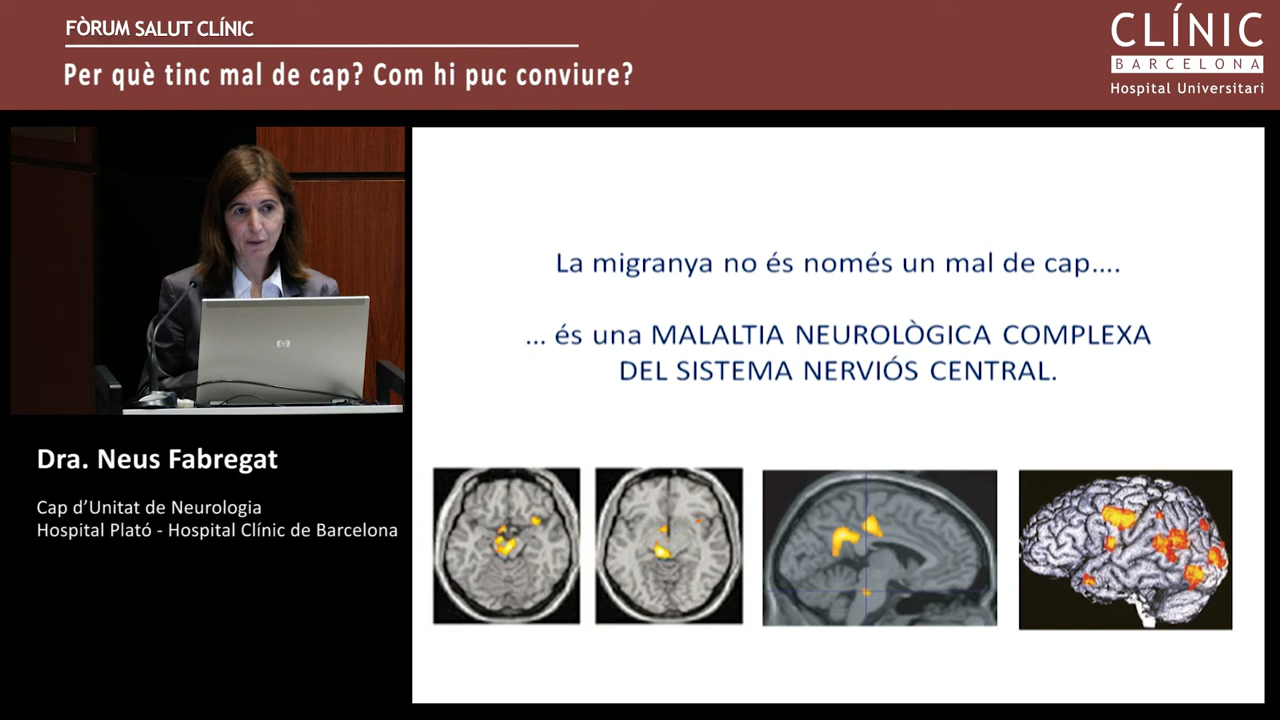 FÒRUM SALUT CLÍNIC
Per què tinc mal de cap? Com hi puc conviure?
CLÍNIC
BARCELONA
Hospital Universitari
La migranya no és només un mal de cap....
... és una MALALTIA NEUROLÒGICA COMPLEXA
DEL SISTEMA NERVIÓS CENTRAL.
hp
Dra. Neus Fabregat
Cap d’Unitat de Neurologia
Hospital Plató - Hospital Clínic de Barcelona